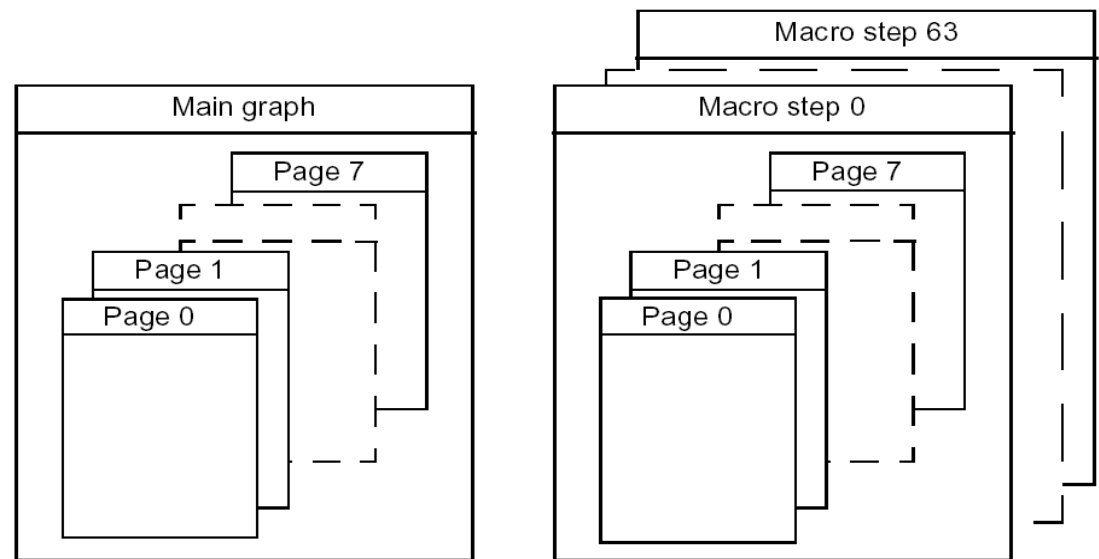 Macro step 63
Main graph
Macro step 0
Page 7
Page 7
Page 1
Page 1
Page 0
Page 0